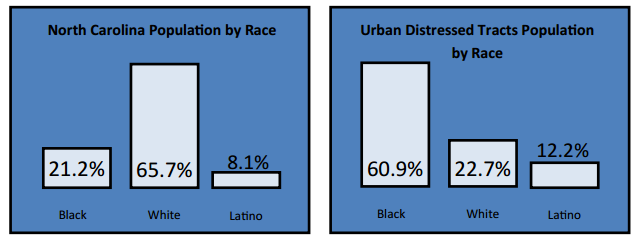 North Carolina Population by Race
21.2%
65.7%
8.1%
Black
White
Latino
Urban Distressed Tracts Population
by Race
60.9%
22.7%
12.2%
Black
White
Latino